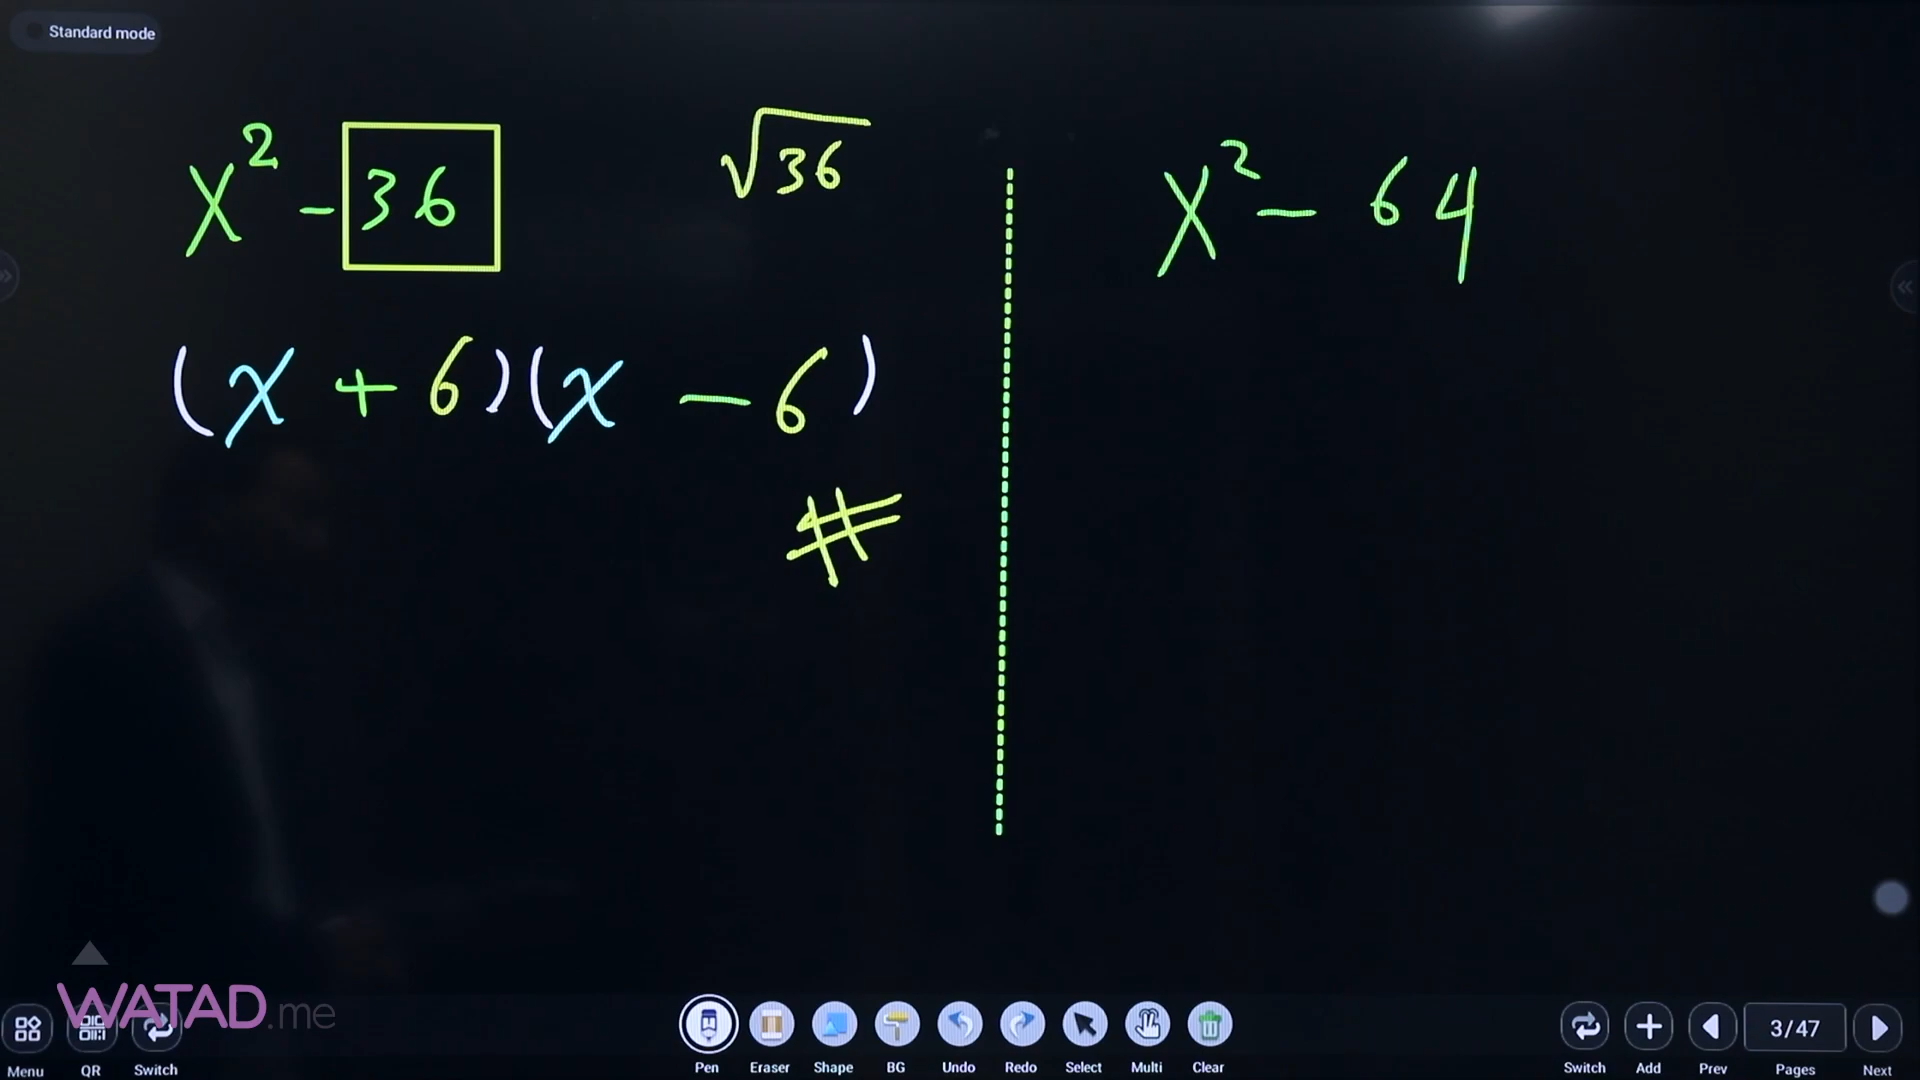 Standard mode
x² - 36
√36
(x + 6)(x - 6)
x² - 64
WATAD.me
Menu
QR
Switch
Pen
Eraser
Shape
BG
Undo
Redo
Select
Multi
Clear
Switch
Add
Prev
3/47
Pages
Next